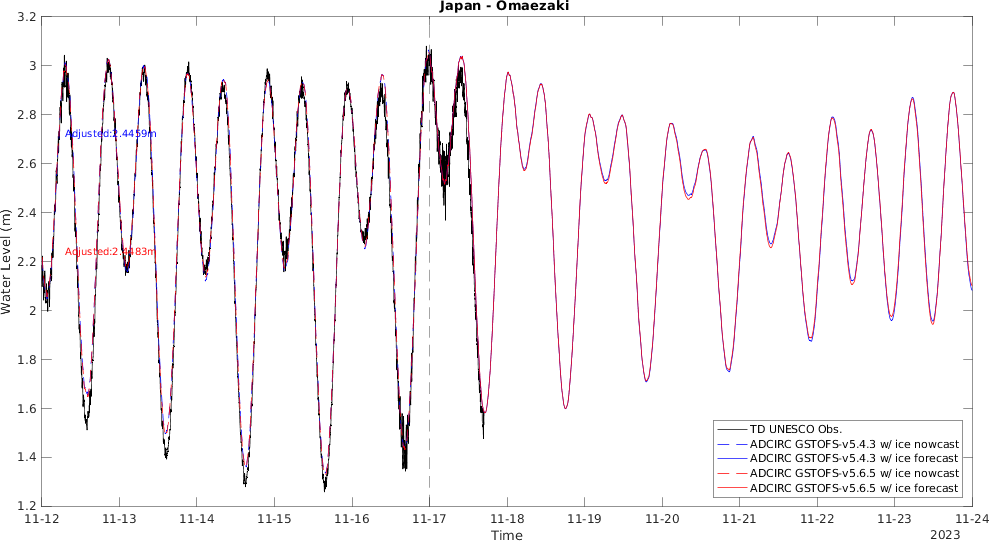 Japan - Omaezaki
3.2
3
2.8
2.6
2.4
2.2
2
1.8
1.6
1.4
1.2
Water Level (m)
Adjusted:2.4459m
TD UNESCO Obs.
ADCIRC GSTOFS-v5.4.3 w/ ice nowcast
ADCIRC GSTOFS-v5.4.3 w/ ice forecast
ADCIRC GSTOFS-v5.6.5 w/ ice nowcast
ADCIRC GSTOFS-v5.6.5 w/ ice forecast
11-12 11-13 11-14 11-15 11-16 11-17 11-18 11-19 11-20 11-21 11-22 11-23 11-24
Time
2023